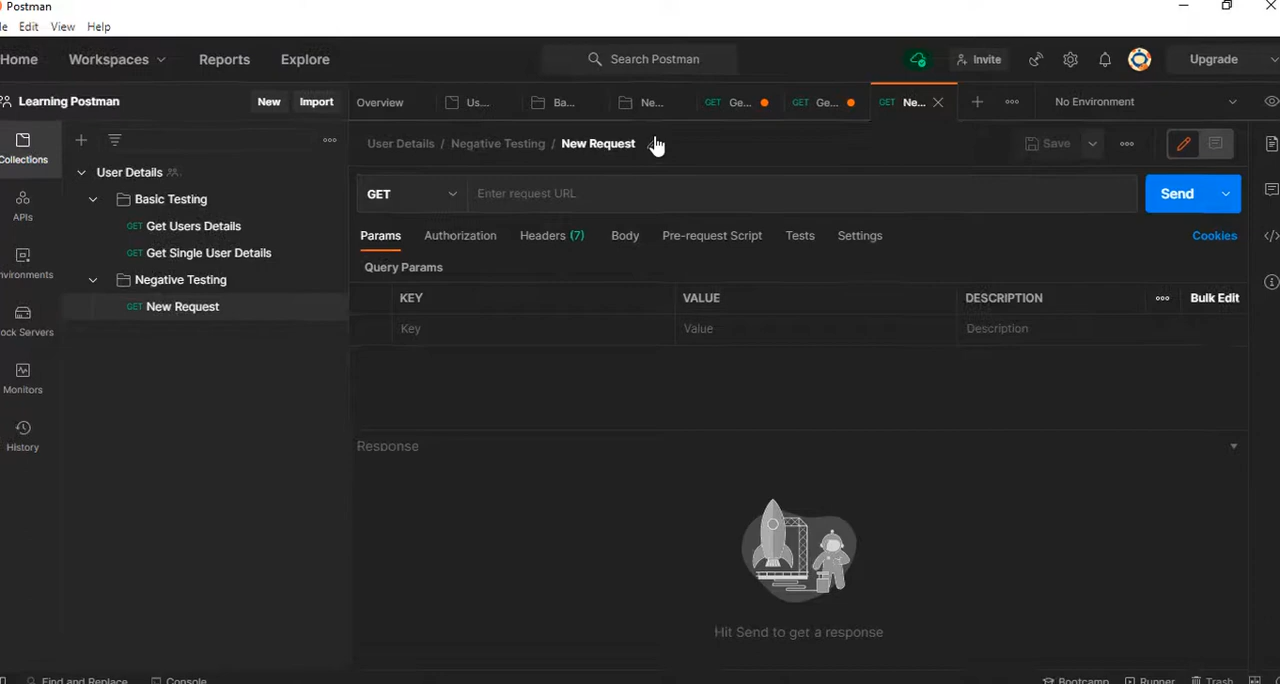 Postman
le Edit View Help
Home Workspaces Reports Explore Search Postman Invite Upgrade
Learning Postman New Import Overview Us... Ba... Ne... GET Ge... GET Ge... GET Ne... No Environment
Collections
User Details / Negative Testing / New Request Save
User Details
GET Enter request URL Send
Basic Testing
APIs
GET Get Users Details
Params Authorization Headers (7) Body Pre-request Script Tests Settings Cookies
GET Get Single User Details
Query Params
nvironments
Negative Testing
KEY VALUE DESCRIPTION Bulk Edit
GET New Request
ock Servers
Key Value Description
Monitors
History
Response
Hit Send to get a response
Find and Replace Console Bootcamp Runner Trash